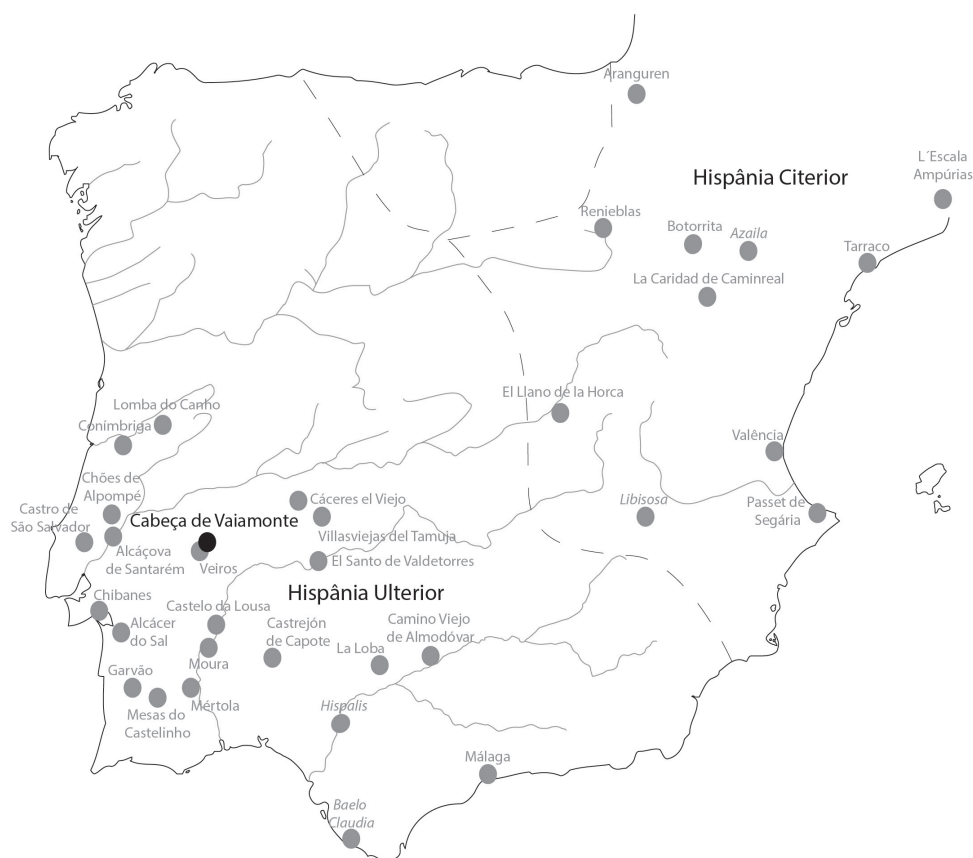 Aranguren
L´Escala
Ampúrias
Hispânia Citerior
Renieblas
Botorrita
Azaila
Tarraco
La Caridad de Caminreal
El Llano de la Horca
Lomba do Canho
Conímbriga
Valência
Chões de
Alpompé
Cáceres el Viejo
Libisosa
Passet de
Segária
Castro de
São Salvador
Cabeça de Vaiamonte
Villasviejas del Tamuja
Alcáçova
de Santarém
Veiros
El Santo de Valdetorres
Hispânia Ulterior
Chibanes
Castelo da Lousa
Alcácer
do Sal
Castrejón
de Capote
Camino Viejo
de Almodóvar
La Loba
Moura
Garvão
Mértola
Mesas do
Castelinho
Hispalis
Málaga
Baelo
Claudia